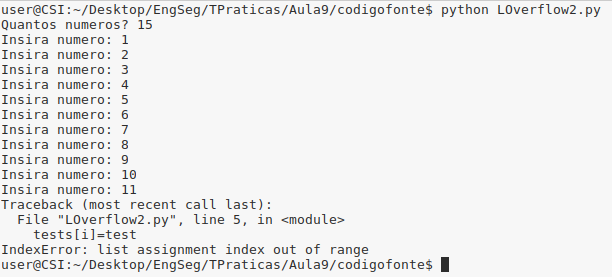 user@CSI:~/Desktop/EngSeg/TPraticas/Aula9/codigofonte$ python LOverflow2.py
Quantos numeros? 15
Insira numero: 1
Insira numero: 2
Insira numero: 3
Insira numero: 4
Insira numero: 5
Insira numero: 6
Insira numero: 7
Insira numero: 8
Insira numero: 9
Insira numero: 10
Insira numero: 11
Traceback (most recent call last):
  File "LOverflow2.py", line 5, in <module>
    tests[i]=test
IndexError: list assignment index out of range
user@CSI:~/Desktop/EngSeg/TPraticas/Aula9/codigofonte$